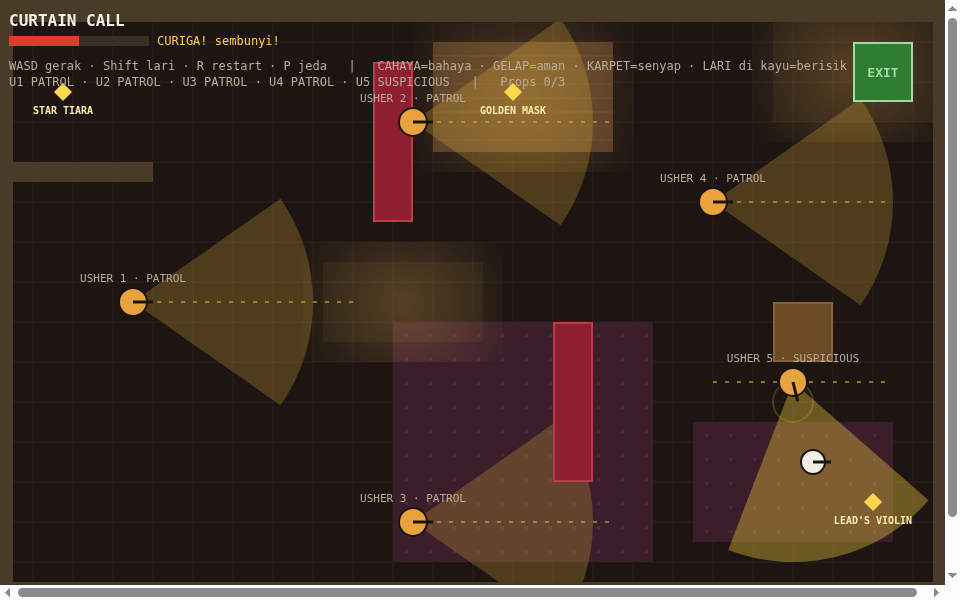 CURTAIN CALL
CURIGA! sembunyi!
WASD gerak · Shift lari · R restart · P jeda | CAHAYA=bahaya · GELAP=aman · KARPET=senyap · LARI di kayu=berisik
U1 PATROL · U2 PATROL · U3 PATROL · U4 PATROL · U5 SUSPICIOUS | Props 0/3
EXIT
USHER 2 · PATROL
STAR TIARA
GOLDEN MASK
USHER 4 · PATROL
USHER 1 · PATROL
USHER 5 · SUSPICIOUS
USHER 3 · PATROL
LEAD'S VIOLIN